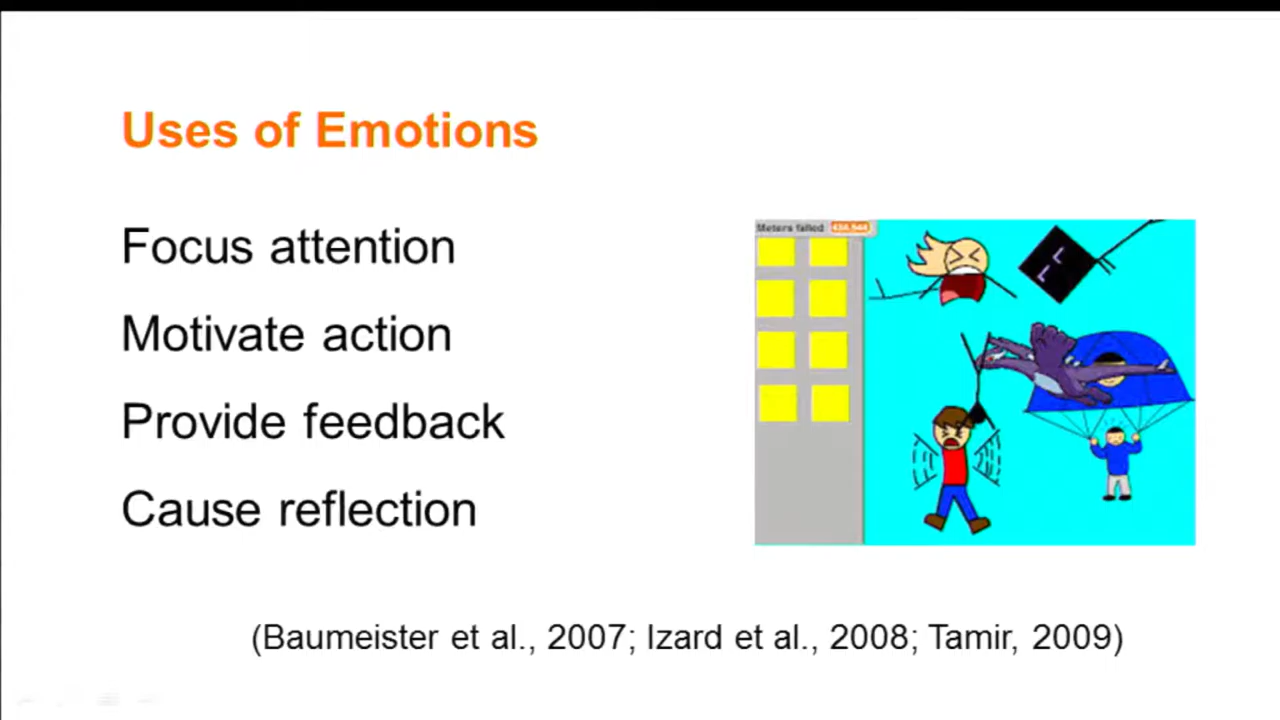 Uses of Emotions
Focus attention
Motivate action
Provide feedback
Cause reflection
Meters falled
(Baumeister et al., 2007; Izard et al., 2008; Tamir, 2009)